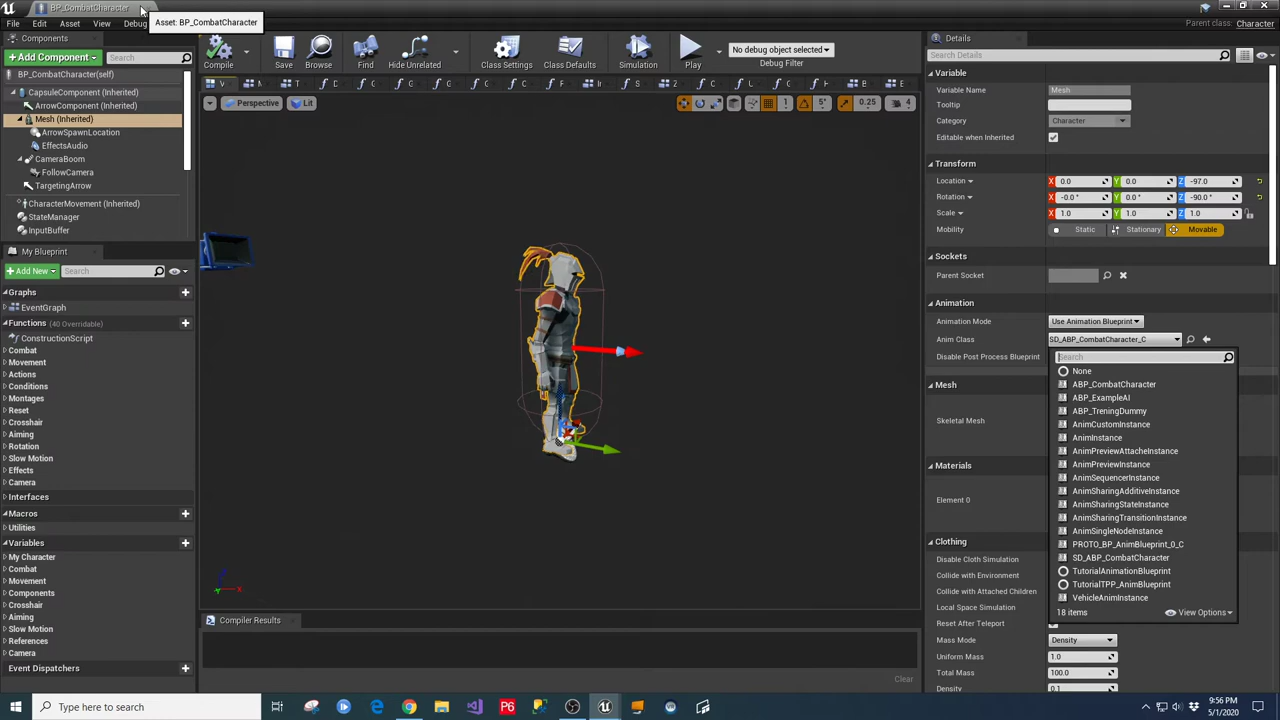 BP_CombatCharacter
File Edit Asset View Debug
Asset: BP_CombatCharacter
Parent class: Character
Components
+Add Component
Search
BP_CombatCharacter(self)
CapsuleComponent (Inherited)
ArrowComponent (Inherited)
Mesh (Inherited)
ArrowSpawnLocation
EffectsAudio
CameraBoom
FollowCamera
TargetingArrow
CharacterMovement (Inherited)
StateManager
InputBuffer
My Blueprint
+Add New
Search
Graphs
EventGraph
Functions (40 Overridable)
ConstructionScript
Combat
Movement
Actions
Conditions
Montages
Reset
Crosshair
Aiming
Rotation
Slow Motion
Effects
Camera
Interfaces
Macros
Utilities
Variables
My Character
Combat
Movement
Components
Crosshair
Aiming
Slow Motion
References
Camera
Event Dispatchers
Compile
Save
Browse
Find
Hide Unrelated
Class Settings
Class Defaults
Simulation
Play
No debug object selected
Debug Filter
Perspective
Lit
1
5°
0.25
4
Compiler Results
Clear
Details
Search Details
Variable
Variable Name Mesh
Tooltip
Category Character
Editable when Inherited
Transform
Location X 0.0 Y 0.0 Z -97.0
Rotation X -0.0 ° Y 0.0 ° Z -90.0 °
Scale X 1.0 Y 1.0 Z 1.0
Mobility Static Stationary Movable
Sockets
Parent Socket
Animation
Animation Mode Use Animation Blueprint
Anim Class SD_ABP_CombatCharacter_C
Disable Post Process Blueprint
Search
None
ABP_CombatCharacter
ABP_ExampleAI
ABP_TreningDummy
AnimCustomInstance
AnimInstance
AnimPreviewAttacheInstance
AnimPreviewInstance
AnimSequencerInstance
AnimSharingAdditiveInstance
AnimSharingStateInstance
AnimSharingTransitionInstance
AnimSingleNodeInstance
PROTO_BP_AnimBlueprint_0_C
SD_ABP_CombatCharacter
TutorialAnimationBlueprint
TutorialTPP_AnimBlueprint
VehicleAnimInstance
18 items
View Options
Mesh
Skeletal Mesh
Materials
Element 0
Clothing
Disable Cloth Simulation
Collide with Environment
Collide with Attached Children
Local Space Simulation
Reset After Teleport
Mass Mode Density
Uniform Mass 1.0
Total Mass 100.0
Density 0.1
Type here to search
P6
9:56 PM
5/1/2020